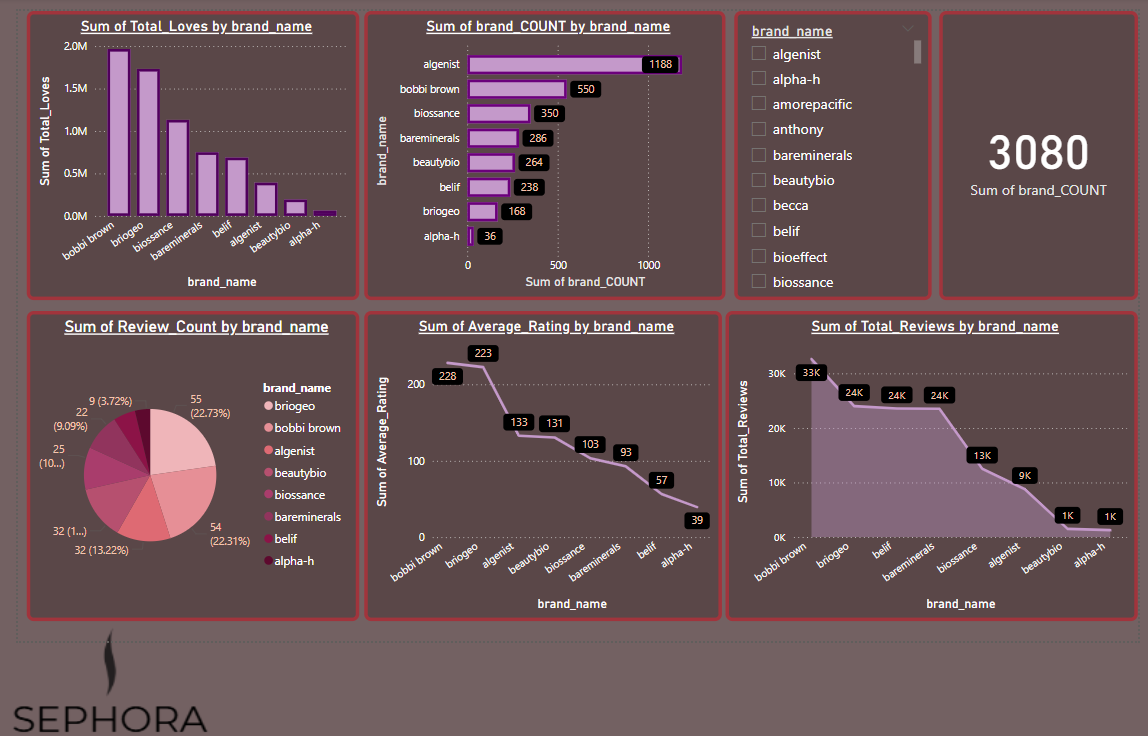 Sum of Total_Loves by brand_name
Sum of Total_Loves
2.0M
1.5M
1.0M
0.5M
0.0M
bobbi brown
briogeo
biossance
bareminerals
belif
algenist
beautybio
alpha-h
brand_name
Sum of brand_COUNT by brand_name
brand_name
algenist 1188
bobbi brown 550
biossance 350
bareminerals 286
beautybio 264
belif 238
briogeo 168
alpha-h 36
0 500 1000
Sum of brand_COUNT
brand_name
algenist
alpha-h
amorepacific
anthony
bareminerals
beautybio
becca
belif
bioeffect
biossance
3080
Sum of brand_COUNT
Sum of Review_Count by brand_name
55
(22.73%)
54
(22.31%)
32 (13.22%)
32 (1...)
25
(10...)
22
(9.09%)
9 (3.72%)
brand_name
briogeo
bobbi brown
algenist
beautybio
biossance
bareminerals
belif
alpha-h
Sum of Average_Rating by brand_name
Sum of Average_Rating
200
100
0
228
223
133
131
103
93
57
39
bobbi brown
briogeo
algenist
beautybio
biossance
bareminerals
belif
alpha-h
brand_name
Sum of Total_Reviews by brand_name
Sum of Total_Reviews
30K
20K
10K
0K
33K
24K
24K
24K
13K
9K
1K
1K
bobbi brown
briogeo
belif
bareminerals
biossance
algenist
beautybio
alpha-h
brand_name
SEPHORA